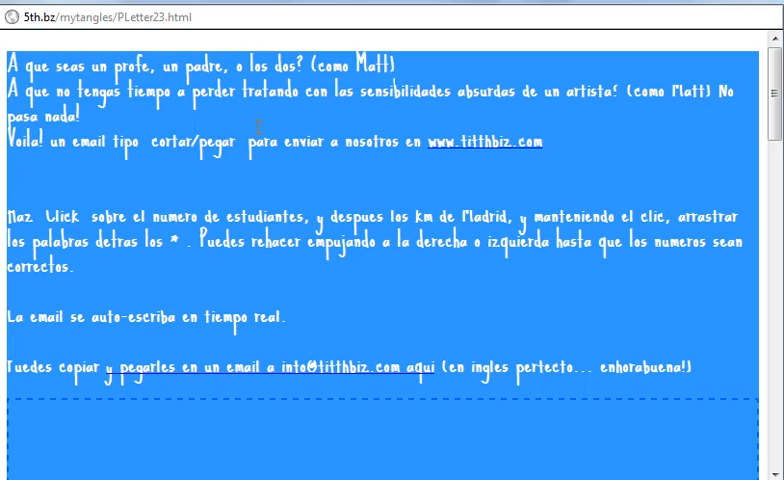 5th.bz/mytangles/PLetter23.html
A que seas un profe, un padre, o los dos? (como Matt)
A que no tengas tiempo a perder tratando con las sensibilidades absurdas de un artista? (como Matt) No
pasa nada!
Voila! un email tipo cortar/pegar para enviar a nosotros en www.fifthbiz.com
Haz Click sobre el numero de estudiantes, y despues los km de Madrid, y manteniendo el clic, arrastrar
los palabras detras los * . Puedes rehacer empujando a la derecha o izquierda hasta que los numeros sean
correctos.
La email se auto-escriba en tiempo real.
Puedes copiar y pegarles en un email a info@fifthbiz.com aqui (en ingles perfecto... enhorabuena!)